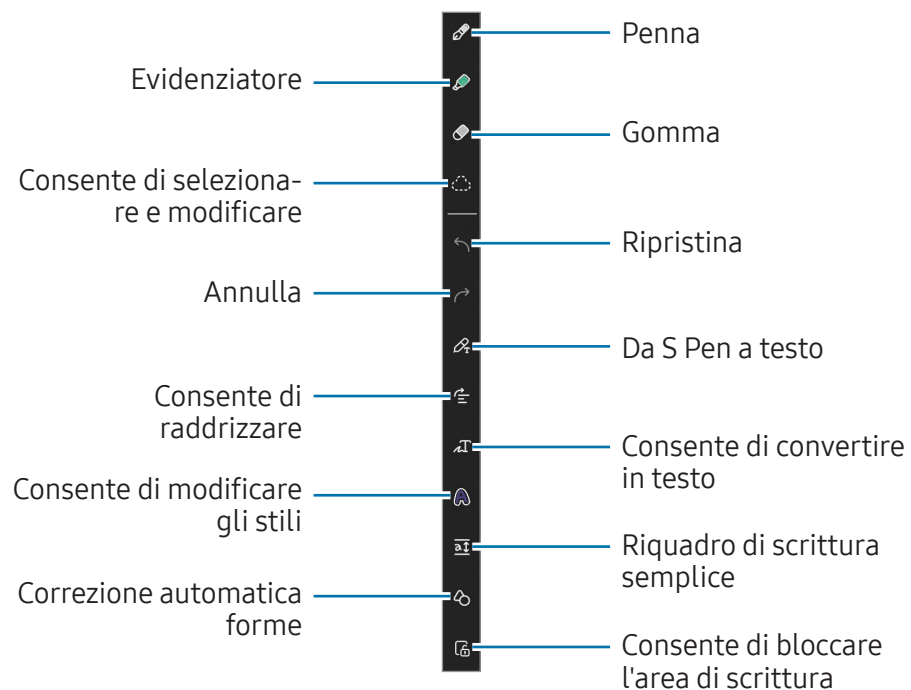 Penna
Evidenziatore
Gomma
Consente di seleziona-
re e modificare
Ripristina
Annulla
Da S Pen a testo
Consente di
raddrizzare
Consente di convertire
in testo
Consente di modificare
gli stili
Riquadro di scrittura
semplice
Correzione automatica
forme
Consente di bloccare
l'area di scrittura